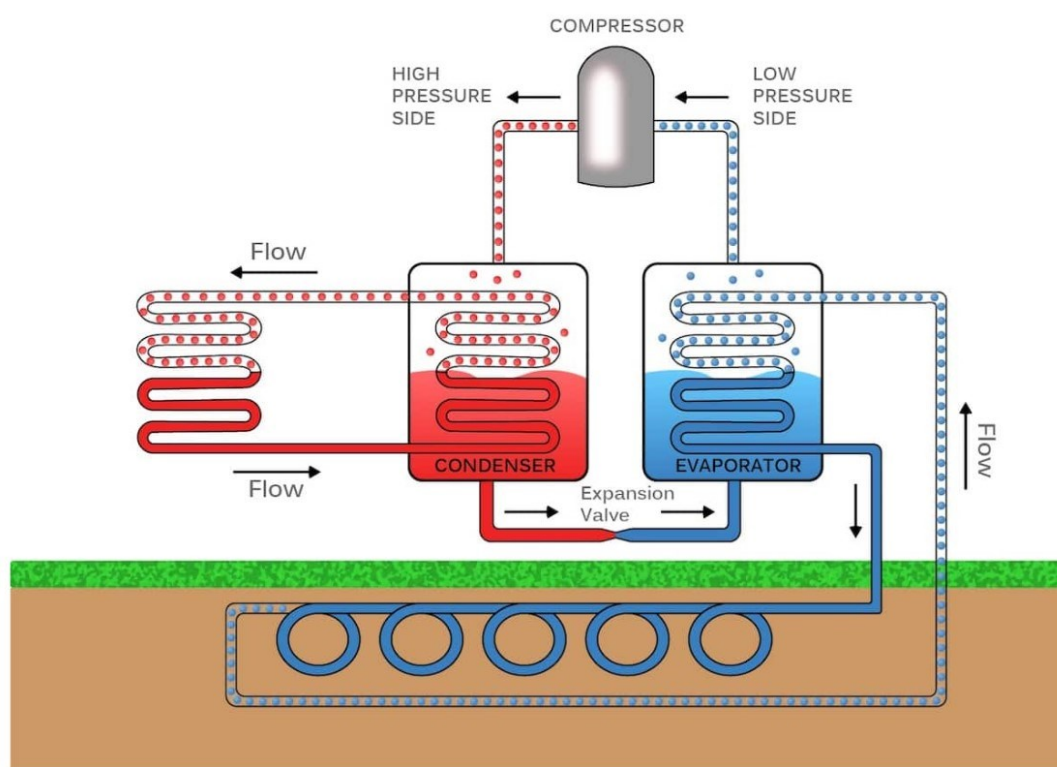 COMPRESSOR
HIGH
PRESSURE
SIDE
LOW
PRESSURE
SIDE
Flow
Flow
CONDENSER
EVAPORATOR
Expansion
Valve
Flow